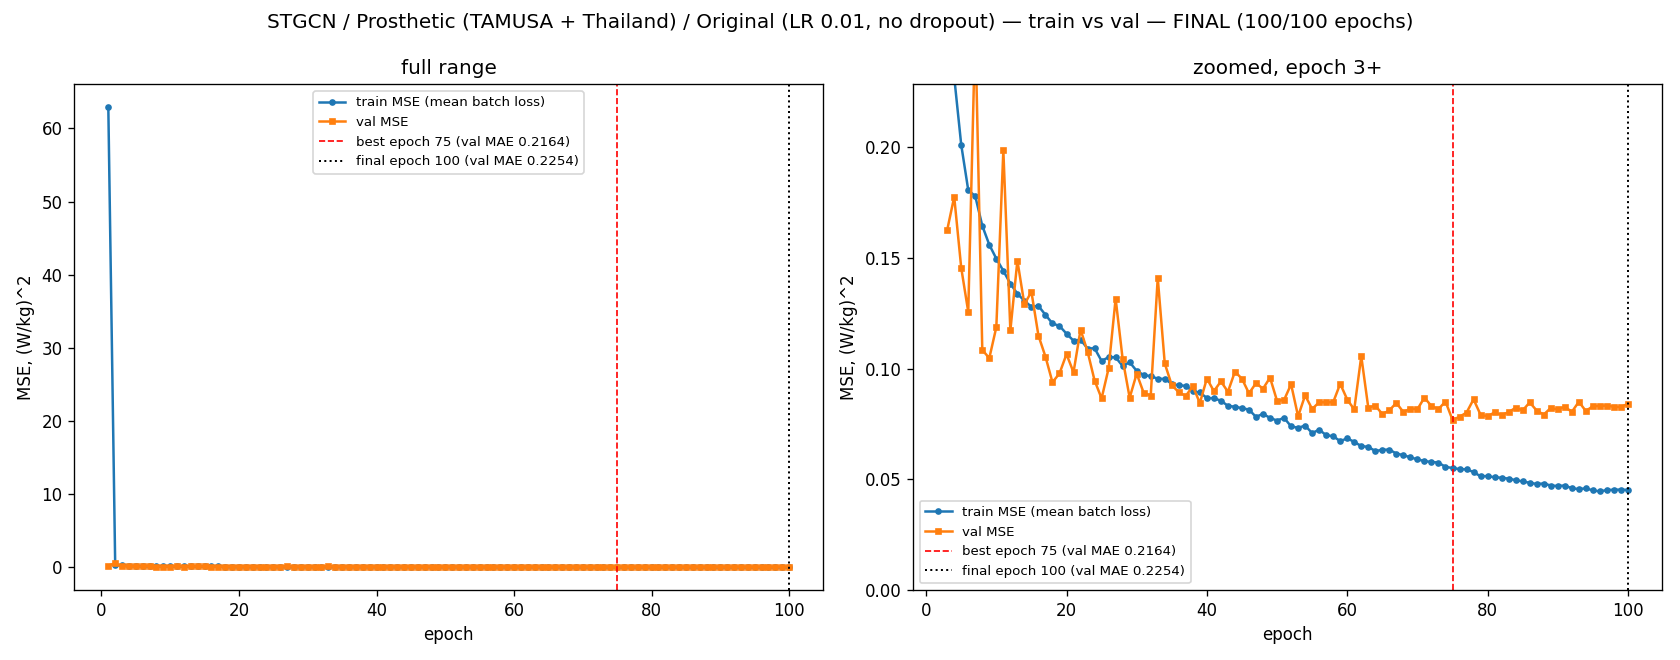 STGCN / Prosthetic (TAMUSA + Thailand) / Original (LR 0.01, no dropout) — train vs val — FINAL (100/100 epochs)
full range
train MSE (mean batch loss)
val MSE
best epoch 75 (val MAE 0.2164)
final epoch 100 (val MAE 0.2254)
MSE, (W/kg)^2
60
50
40
30
20
10
0
0 20 40 60 80 100
epoch
zoomed, epoch 3+
MSE, (W/kg)^2
0.20
0.15
0.10
0.05
0.00
train MSE (mean batch loss)
val MSE
best epoch 75 (val MAE 0.2164)
final epoch 100 (val MAE 0.2254)
0 20 40 60 80 100
epoch